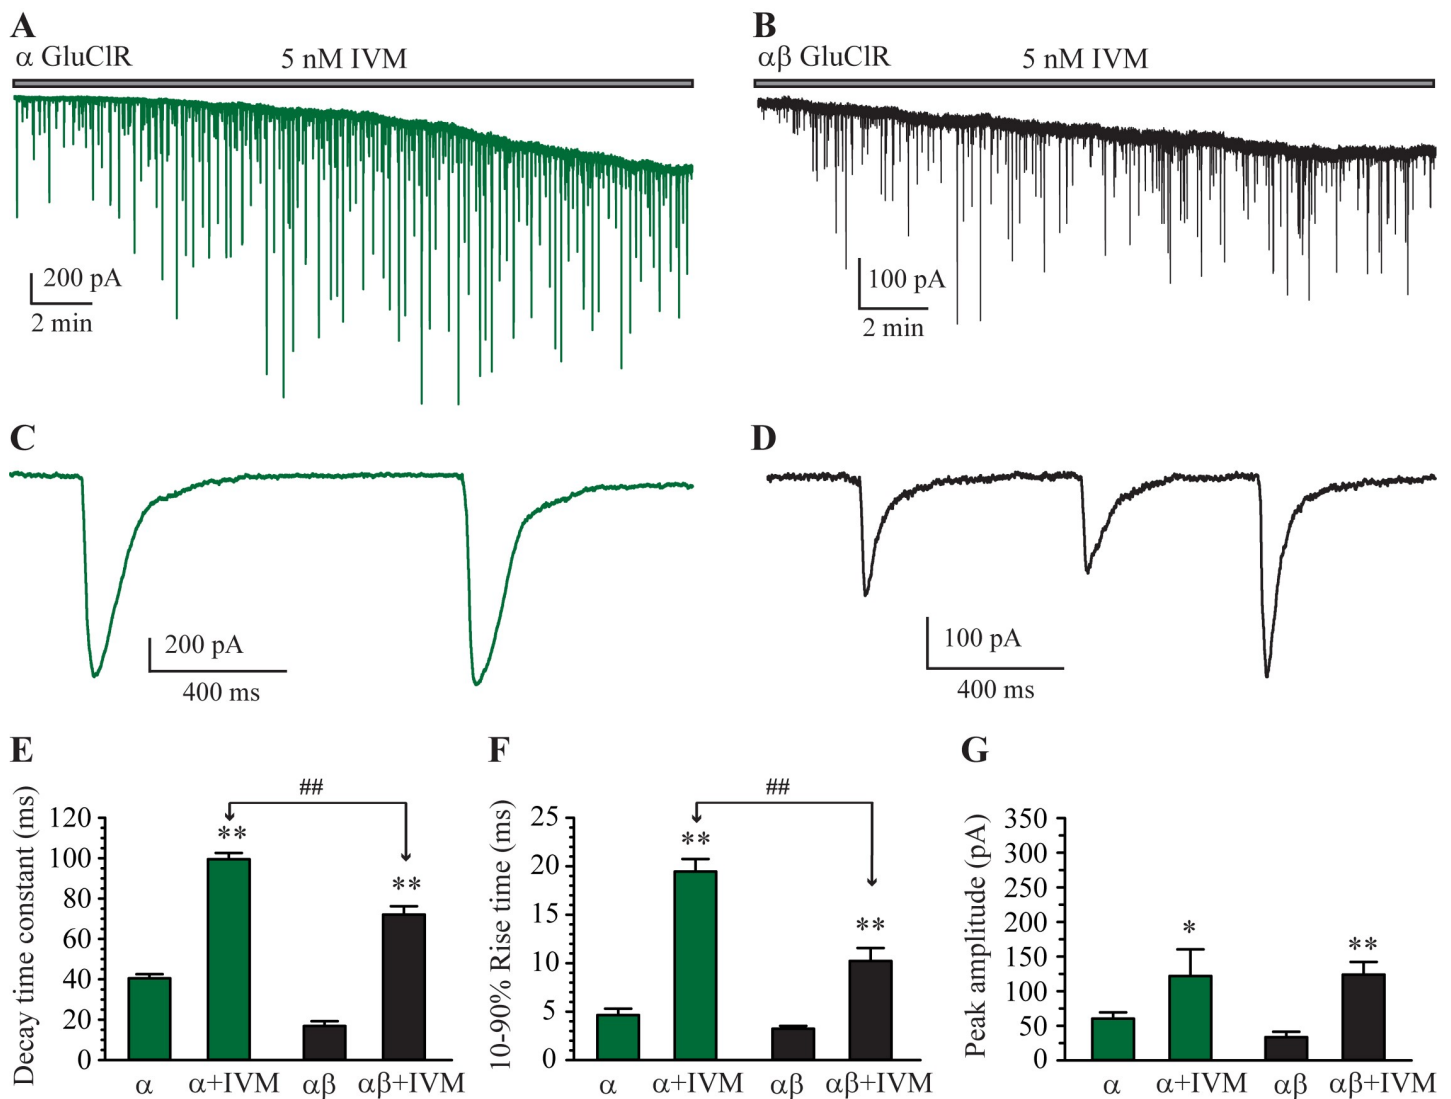 A
α GluClR
5 nM IVM
200 pA
2 min
B
αβ GluClR
5 nM IVM
100 pA
2 min
C
200 pA
400 ms
D
100 pA
400 ms
E
Decay time constant (ms)
120
100
80
60
40
20
0
##
**
**
α
α+IVM
αβ
αβ+IVM
F
10-90% Rise time (ms)
25
20
15
10
5
0
##
**
**
α
α+IVM
αβ
αβ+IVM
G
Peak amplitude (pA)
350
300
250
200
150
100
50
0
*
**
α
α+IVM
αβ
αβ+IVM